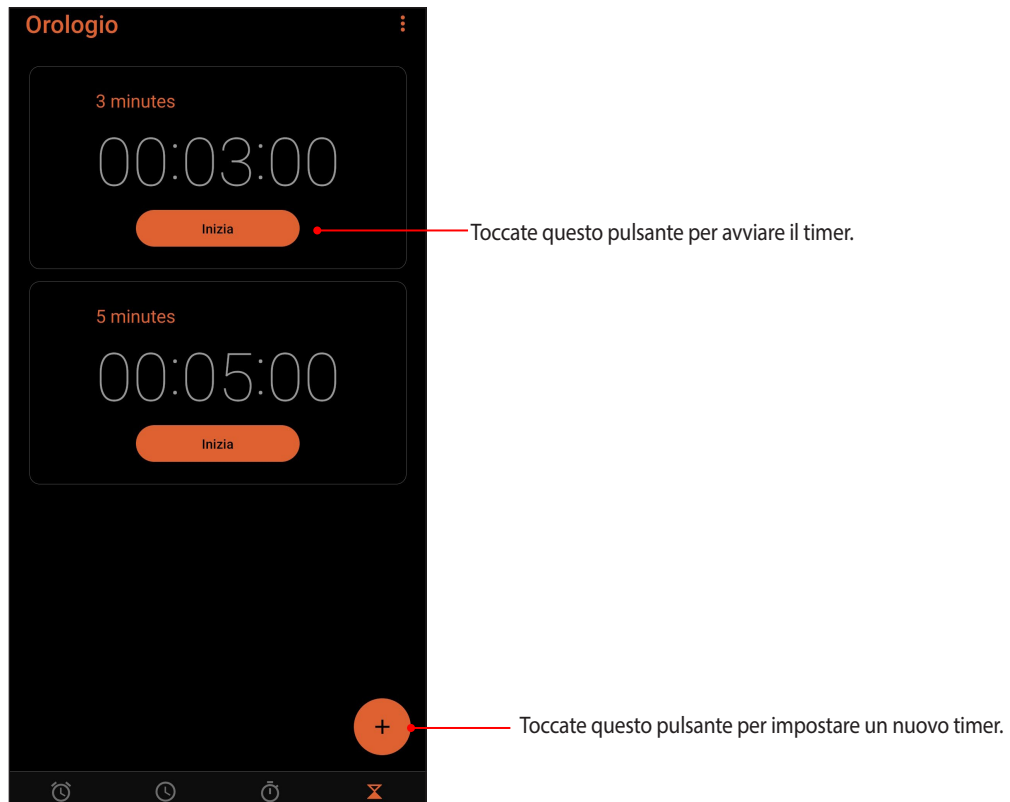 Orologio
3 minutes
00:03:00
Inizia
Toccate questo pulsante per avviare il timer.
5 minutes
00:05:00
Inizia
+
Toccate questo pulsante per impostare un nuovo timer.